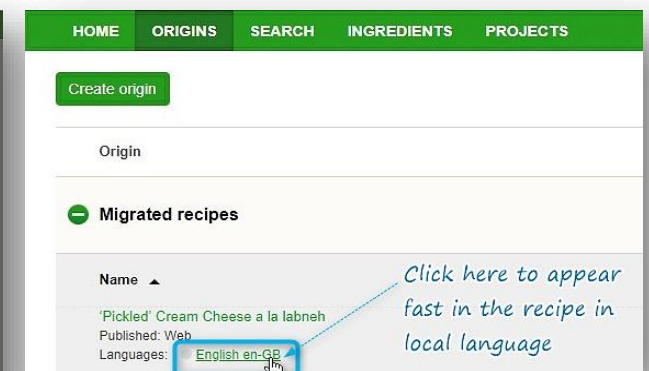 HOME ORIGINS SEARCH INGREDIENTS PROJECTS
Create origin
Origin
Migrated recipes
Name
Click here to appear
fast in the recipe in
local language
'Pickled' Cream Cheese a la labneh
Published: Web
Languages: English en-GB